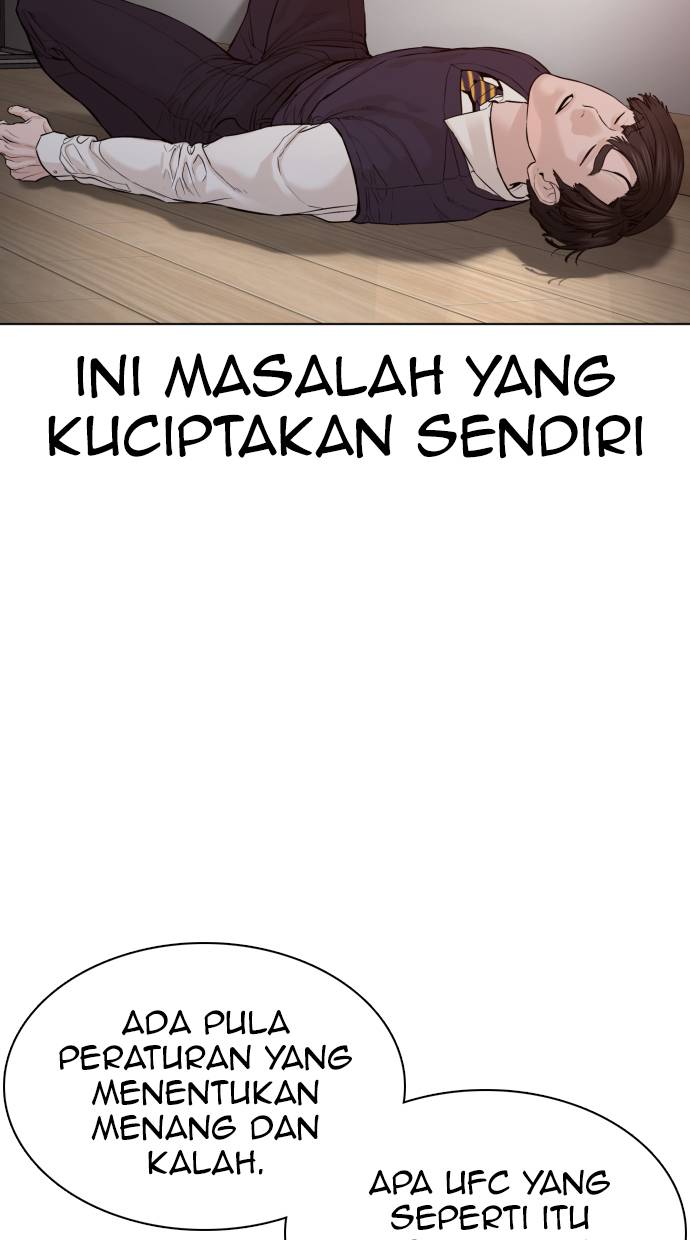 INI MASALAH YANG
KUCIPTAKAN SENDIRI
ADA PULA
PERATURAN YANG
MENENTUKAN
MENANG DAN
KALAH.
APA UFC YANG
SEPERTI ITU